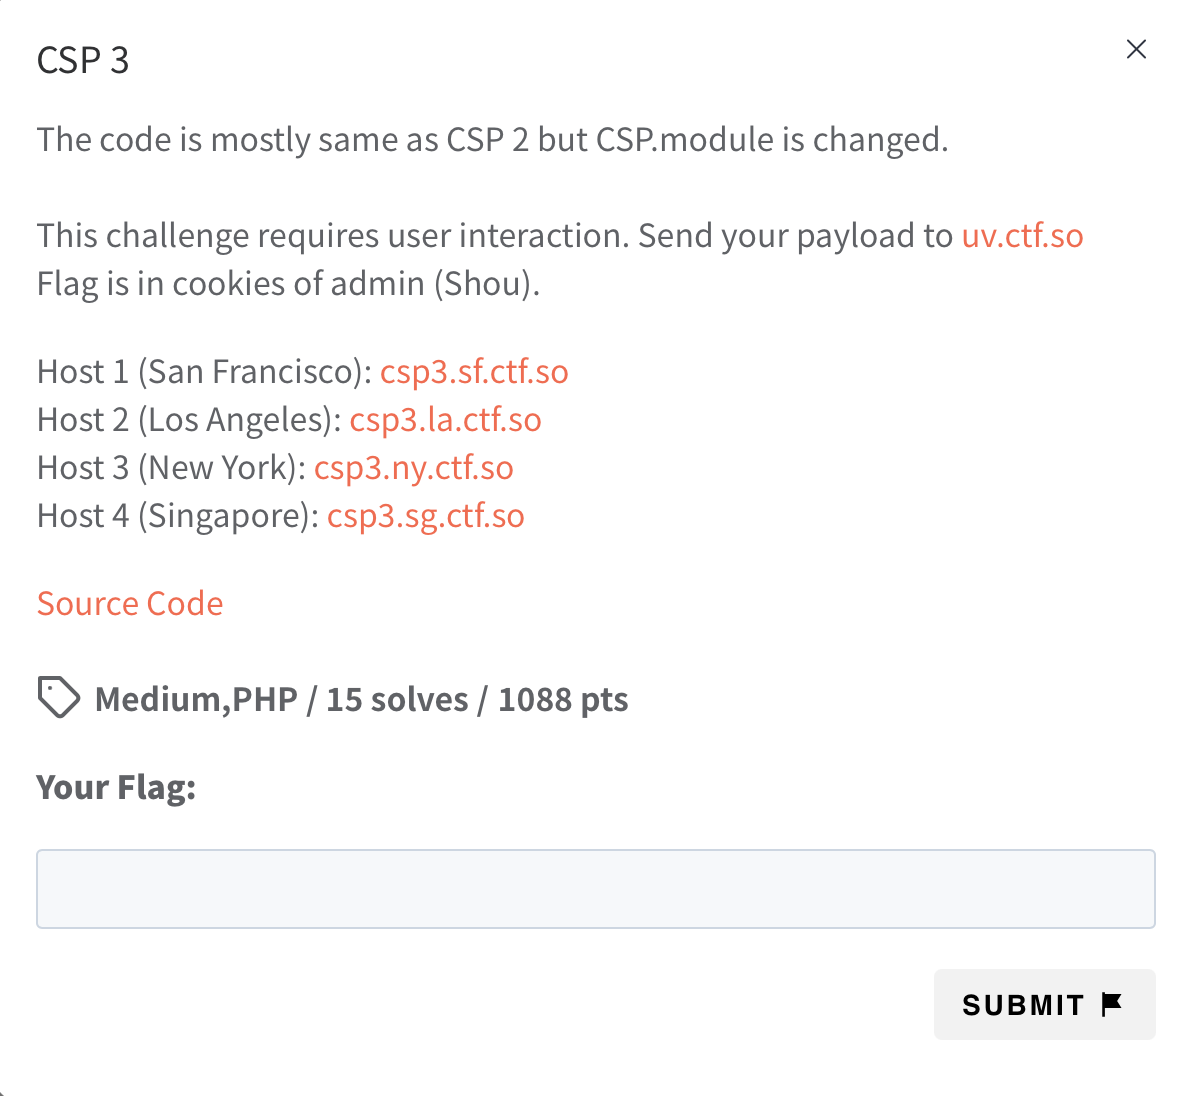 CSP 3
The code is mostly same as CSP 2 but CSP.module is changed.
This challenge requires user interaction. Send your payload to uv.ctf.so
Flag is in cookies of admin (Shou).
Host 1 (San Francisco): csp3.sf.ctf.so
Host 2 (Los Angeles): csp3.la.ctf.so
Host 3 (New York): csp3.ny.ctf.so
Host 4 (Singapore): csp3.sg.ctf.so
Source Code
Medium,PHP / 15 solves / 1088 pts
Your Flag:
SUBMIT